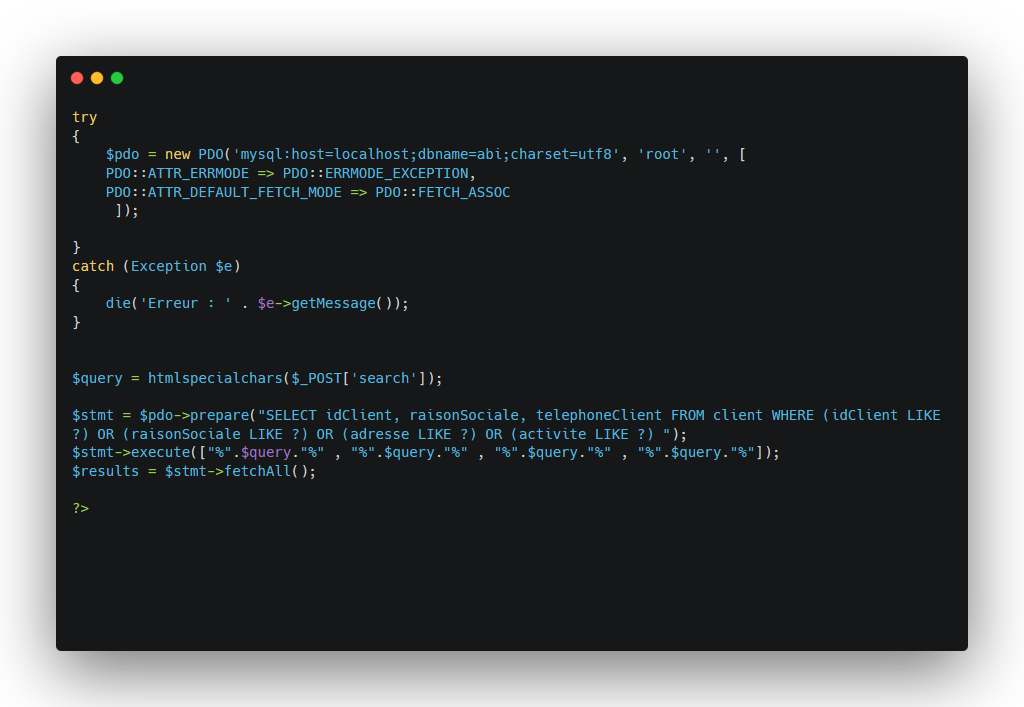 try
{
    $pdo = new PDO('mysql:host=localhost;dbname=abi;charset=utf8', 'root', '', [
    PDO::ATTR_ERRMODE => PDO::ERRMODE_EXCEPTION,
    PDO::ATTR_DEFAULT_FETCH_MODE => PDO::FETCH_ASSOC
     ]);
}
catch (Exception $e)
{
    die('Erreur : ' . $e->getMessage());
}
$query = htmlspecialchars($_POST['search']);
$stmt = $pdo->prepare("SELECT idClient, raisonSociale, telephoneClient FROM client WHERE (idClient LIKE
?) OR (raisonSociale LIKE ?) OR (adresse LIKE ?) OR (activite LIKE ?) ");
$stmt->execute(["%".$query."%" , "%".$query."%" , "%".$query."%" , "%".$query."%"]);
$results = $stmt->fetchAll();
?>